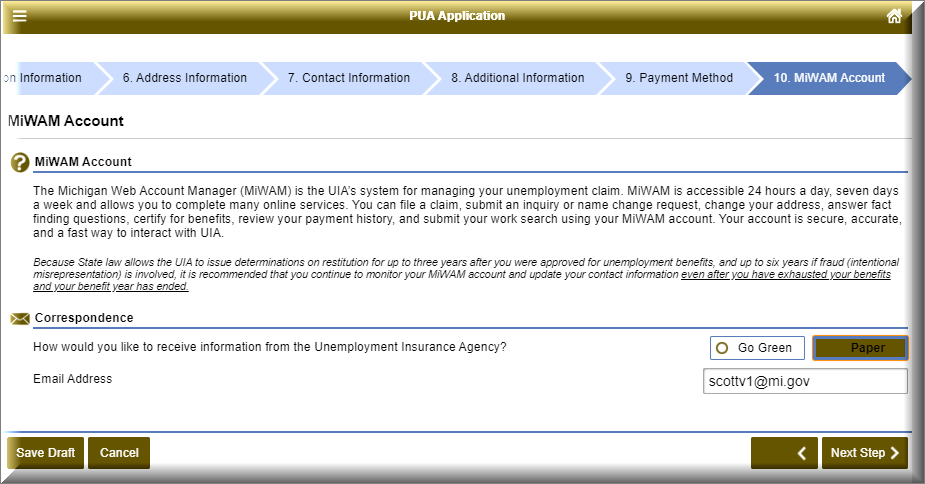 PUA Application
on Information
6. Address Information
7. Contact Information
8. Additional Information
9. Payment Method
10. MiWAM Account
MiWAM Account
MiWAM Account
The Michigan Web Account Manager (MiWAM) is the UIA's system for managing your unemployment claim. MiWAM is accessible 24 hours a day, seven days
a week and allows you to complete many online services. You can file a claim, submit an inquiry or name change request, change your address, answer fact
finding questions, certify for benefits, review your payment history, and submit your work search using your MiWAM account. Your account is secure, accurate,
and a fast way to interact with UIA.
Because State law allows the UIA to issue determinations on restitution for up to three years after you were approved for unemployment benefits, and up to six years if fraud (intentional
misrepresentation) is involved, it is recommended that you continue to monitor your MiWAM account and update your contact information even after you have exhausted your benefits
and your benefit year has ended.
Correspondence
How would you like to receive information from the Unemployment Insurance Agency?
Go Green
Paper
Email Address
scottv1@mi.gov
Save Draft
Cancel
Next Step